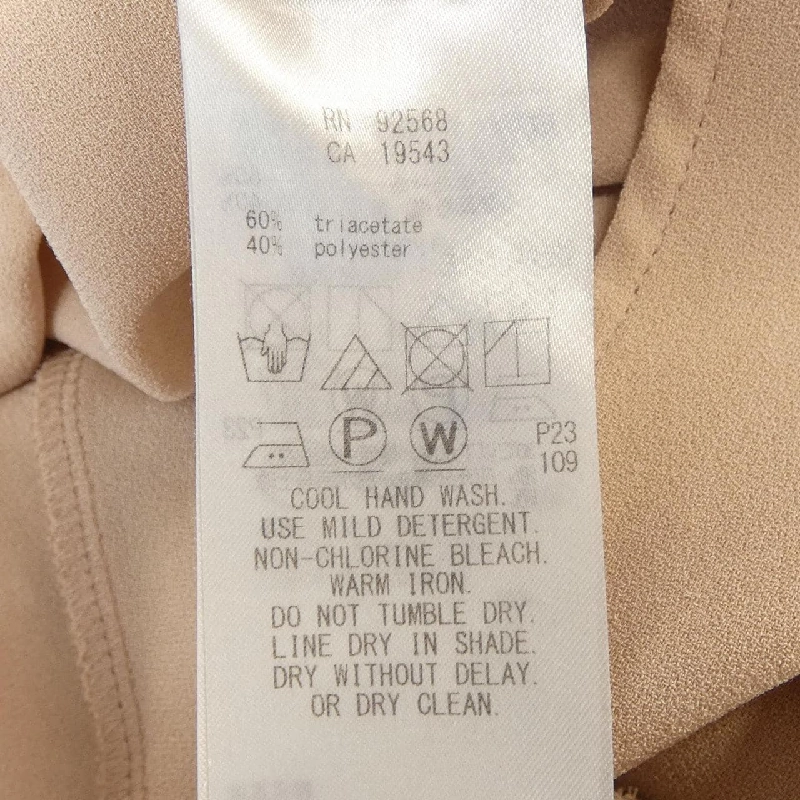 RN 92568
CA 19543
60% triacetate
40% polyester
P W P23
109
COOL HAND WASH.
USE MILD DETERGENT.
NON-CHLORINE BLEACH.
WARM IRON.
DO NOT TUMBLE DRY.
LINE DRY IN SHADE.
DRY WITHOUT DELAY.
OR DRY CLEAN.